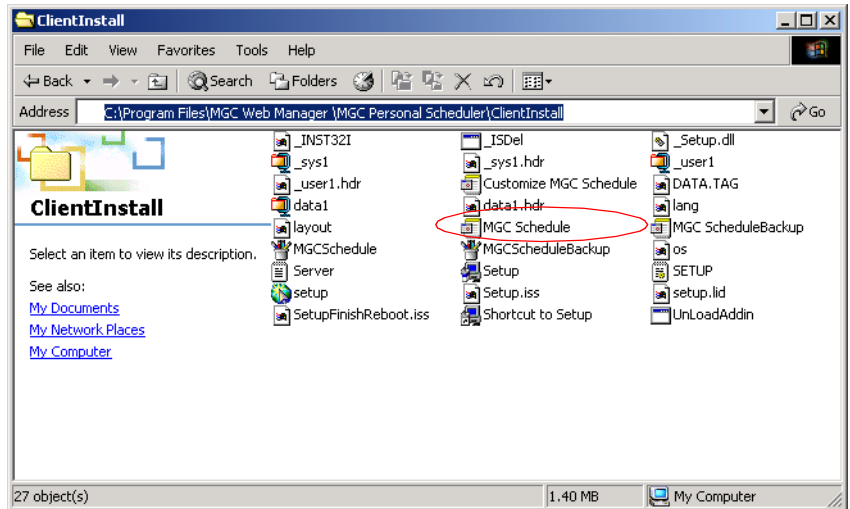 ClientInstall
File Edit View Favorites Tools Help
Back Search Folders
Address C:\Program Files\MGC Web Manager \MGC Personal Scheduler\ClientInstall Go
ClientInstall
Select an item to view its description.
See also:
My Documents
My Network Places
My Computer
_INST32I _ISDel _Setup.dll
_sys1 _sys1.hdr _user1
_user1.hdr Customize MGC Schedule DATA.TAG
data1 data1.hdr lang
layout MGC Schedule MGC ScheduleBackup
MGCSchedule MGCScheduleBackup os
Server Setup SETUP
setup Setup.iss setup.lid
SetupFinishReboot.iss Shortcut to Setup UnLoadAddin
27 object(s) 1.40 MB My Computer